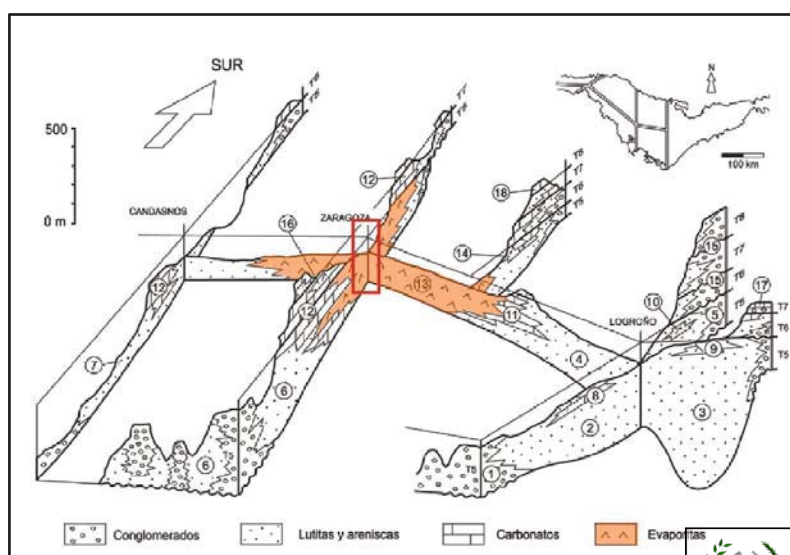 SUR
N
500
0 m
100 km
CANDASNOS
ZARAGOZA
LOGROÑO
T6
T5
T7
T6
T8
T7
T6
T5
T8
T7
T6
T5
T7
T6
T5
T5
T5
12
16
12
12
18
14
13
11
10
16
15
5
17
9
7
6
6
4
8
2
3
1
Conglomerados
Lutitas y areniscas
Carbonatos
Evaporitas